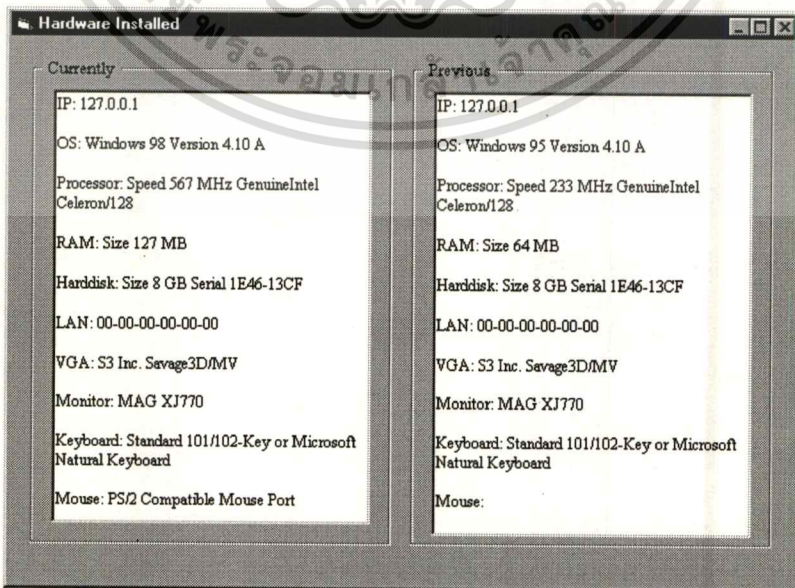 Hardware Installed
Currently
IP: 127.0.0.1
OS: Windows 98 Version 4.10 A
Processor: Speed 567 MHz GenuineIntel
Celeron/128
RAM: Size 127 MB
Harddisk: Size 8 GB Serial 1E46-13CF
LAN: 00-00-00-00-00-00
VGA: S3 Inc. Savage3D/MV
Monitor: MAG XJ770
Keyboard: Standard 101/102-Key or Microsoft
Natural Keyboard
Mouse: PS/2 Compatible Mouse Port
Previous
IP: 127.0.0.1
OS: Windows 95 Version 4.10 A
Processor: Speed 233 MHz GenuineIntel
Celeron/128
RAM: Size 64 MB
Harddisk: Size 8 GB Serial 1E46-13CF
LAN: 00-00-00-00-00-00
VGA: S3 Inc. Savage3D/MV
Monitor: MAG XJ770
Keyboard: Standard 101/102-Key or Microsoft
Natural Keyboard
Mouse: